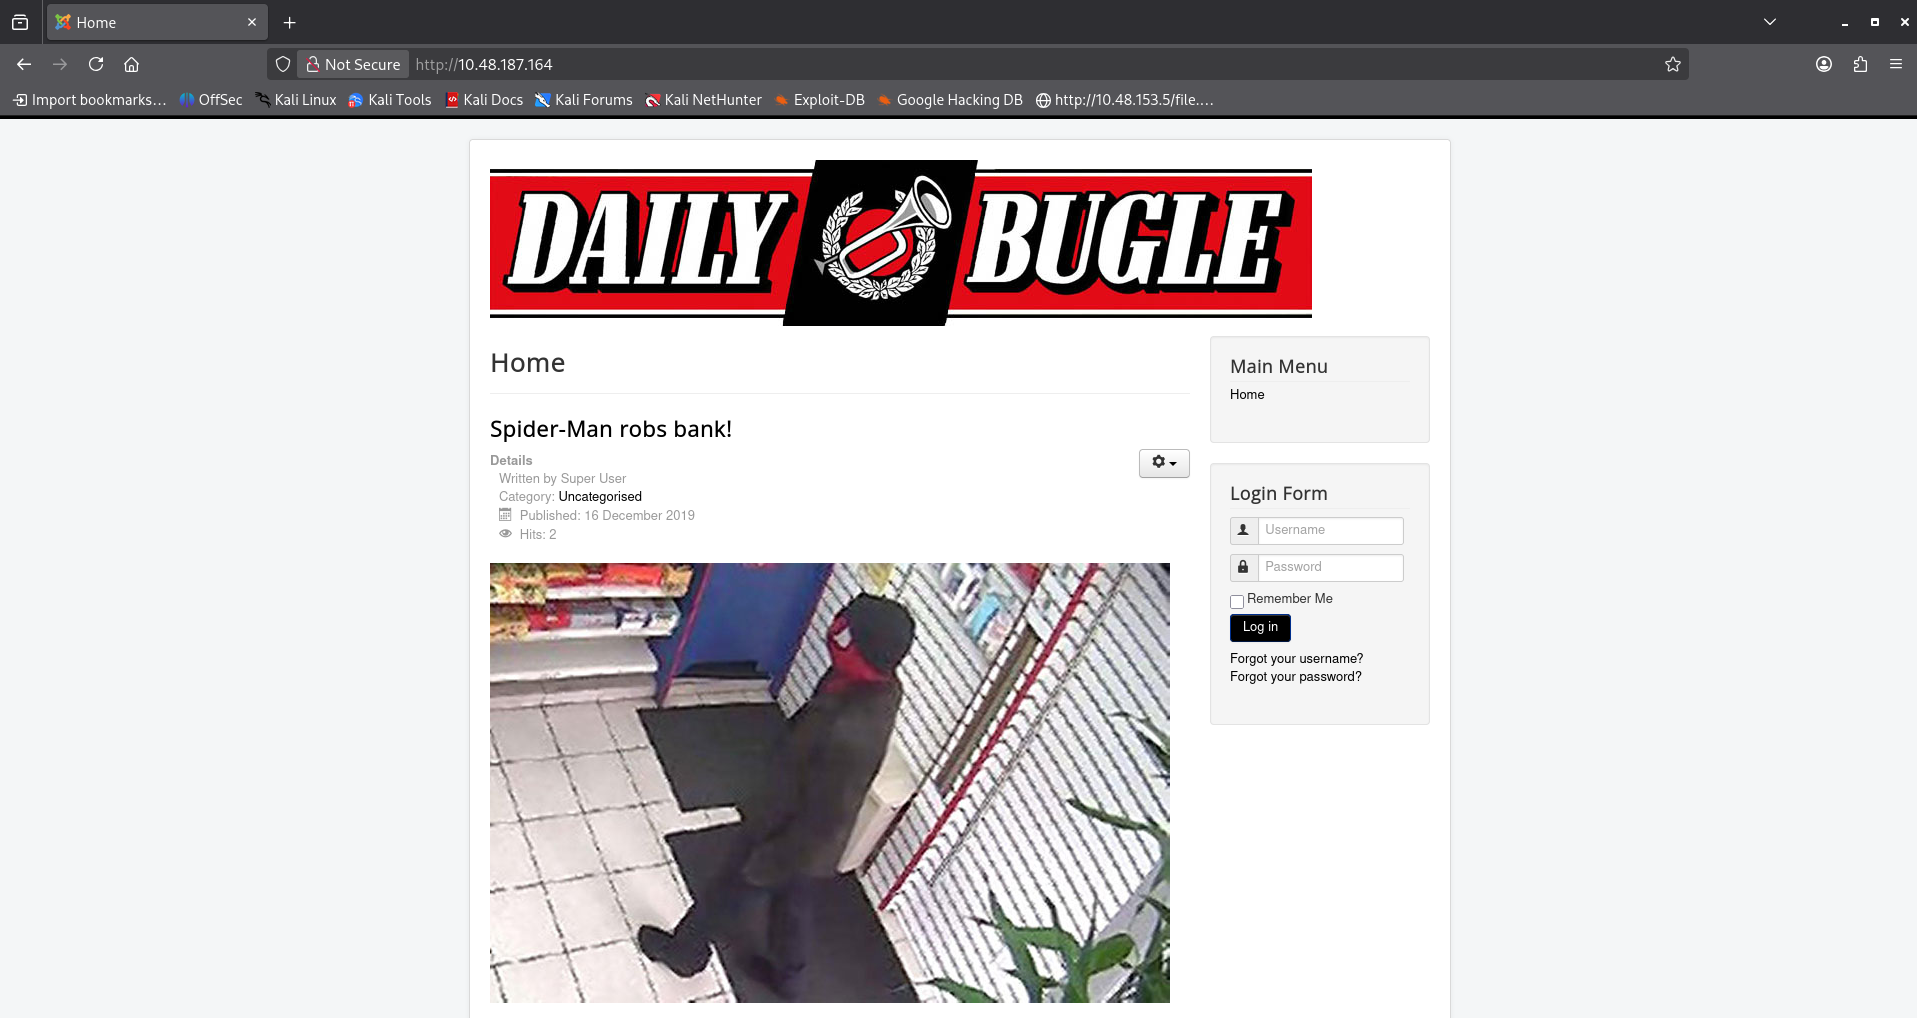 Home
Not Secure
http://10.48.187.164
Import bookmarks...
OffSec
Kali Linux
Kali Tools
Kali Docs
Kali Forums
Kali NetHunter
Exploit-DB
Google Hacking DB
http://10.48.153.5/file....
DAILY BUGLE
Home
Spider-Man robs bank!
Details
Written by Super User
Category: Uncategorised
Published: 16 December 2019
Hits: 2
Main Menu
Home
Login Form
Username
Password
Remember Me
Log in
Forgot your username?
Forgot your password?